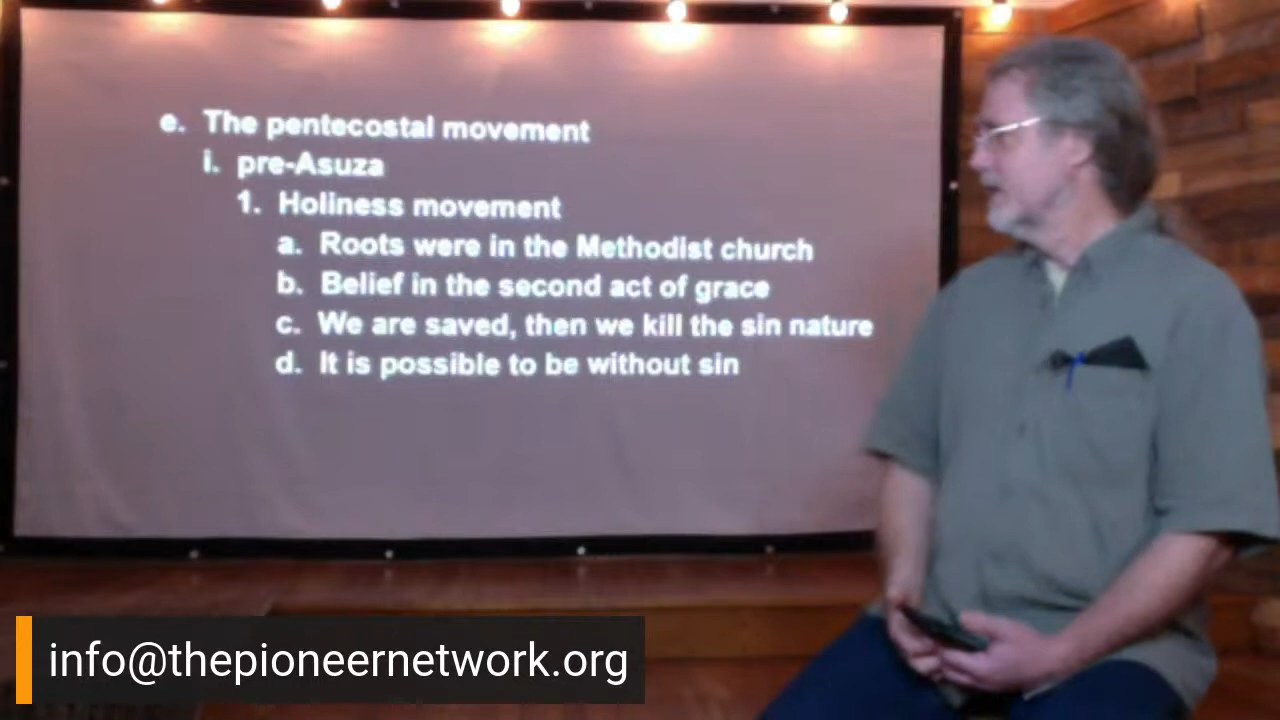 e. The pentecostal movement
i. pre-Asuza
1. Holiness movement
a. Roots were in the Methodist church
b. Belief in the second act of grace
c. We are saved, then we kill the sin nature
d. It is possible to be without sin
info@thepioneernetwork.org